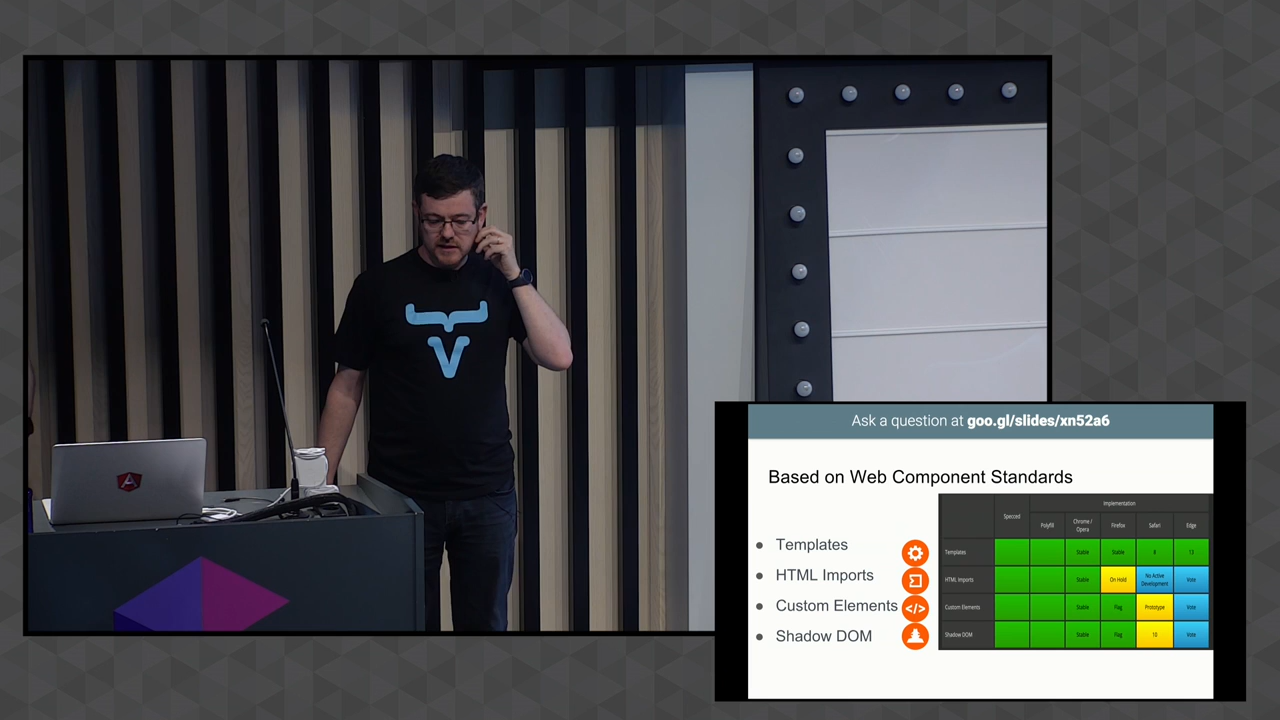 Ask a question at goo.gl/slides/xn52a6
Based on Web Component Standards
• Templates
• HTML Imports
• Custom Elements
</>
• Shadow DOM
Implementation
Specced
Polyfill
Chrome /
Opera
Firefox
Safari
Edge
Templates
Stable
Stable
8
13
HTML Imports
Stable
On Hold
No Active
Development
Vote
Custom Elements
Stable
Flag
Prototype
Vote
Shadow DOM
Stable
Flag
10
Vote
A